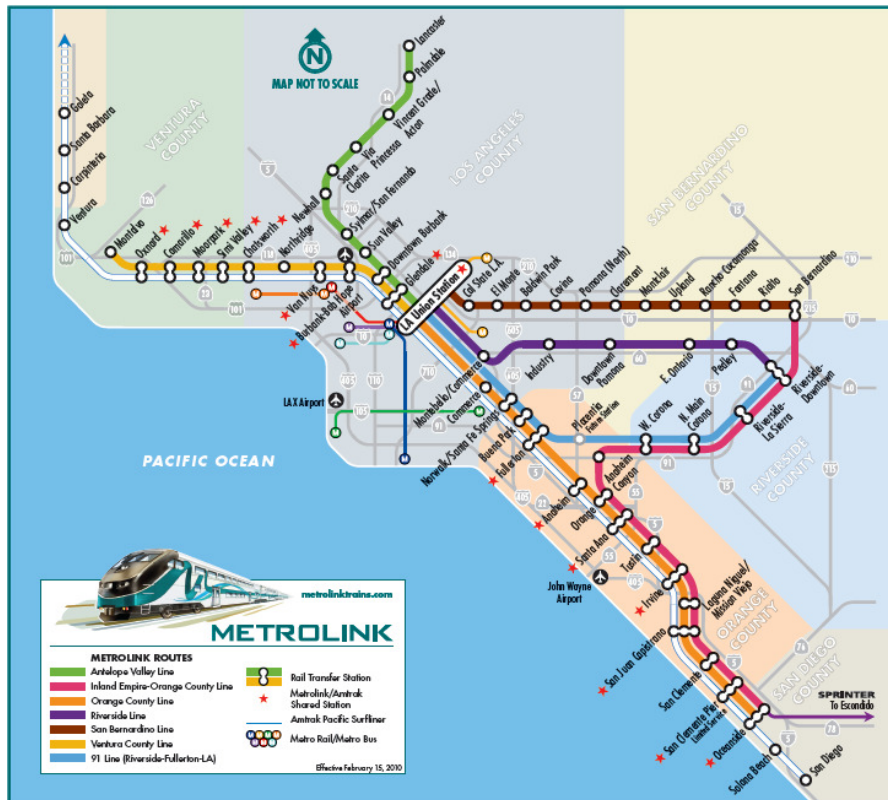 N
MAP NOT TO SCALE
Lancaster
Palmdale
Vincent Grade/
Acton
Via
Princessa
Santa
Clarita
Newhall
Sylmar/San Fernando
Sun Valley
Downtown Burbank
Glendale
LA Union Station
VENTURA
COUNTY
LOS ANGELES
COUNTY
SAN BERNARDINO
COUNTY
RIVERSIDE
COUNTY
ORANGE
COUNTY
SAN DIEGO
COUNTY
Goleta
Santa Barbara
Carpinteria
Ventura
Montalvo
Oxnard
Camarillo
Moorpark
Simi Valley
Chatsworth
Northridge
Van Nuys
Burbank-Bob Hope
Airport
Cal State L.A.
El Monte
Baldwin Park
Covina
Pomona (North)
Claremont
Montclair
Upland
Rancho Cucamonga
Fontana
Rialto
San Bernardino
Montebello/Commerce
Industry
Downtown
Pomona
E. Ontario
Pedley
Riverside-
Downtown
Riverside-
La Sierra
N. Main
Corona
W. Corona
Placentia
Future Station
Commerce
Norwalk/Santa Fe Springs
Buena Park
Fullerton
Anaheim
Canyon
Anaheim
Orange
Santa Ana
Tustin
Irvine
Laguna Niguel/
Mission Viejo
San Juan Capistrano
San Clemente
San Clemente Pier
Limited Service
Oceanside
Solana Beach
San Diego
SPRINTER
To Escondido
LAX Airport
John Wayne
Airport
PACIFIC OCEAN
metrolinktrains.com
METROLINK
METROLINK ROUTES
Antelope Valley Line
Inland Empire-Orange County Line
Orange County Line
Riverside Line
San Bernardino Line
Ventura County Line
91 Line (Riverside-Fullerton-LA)
Rail Transfer Station
Metrolink/Amtrak
Shared Station
Amtrak Pacific Surfliner
Metro Rail/Metro Bus
Effective February 15, 2010